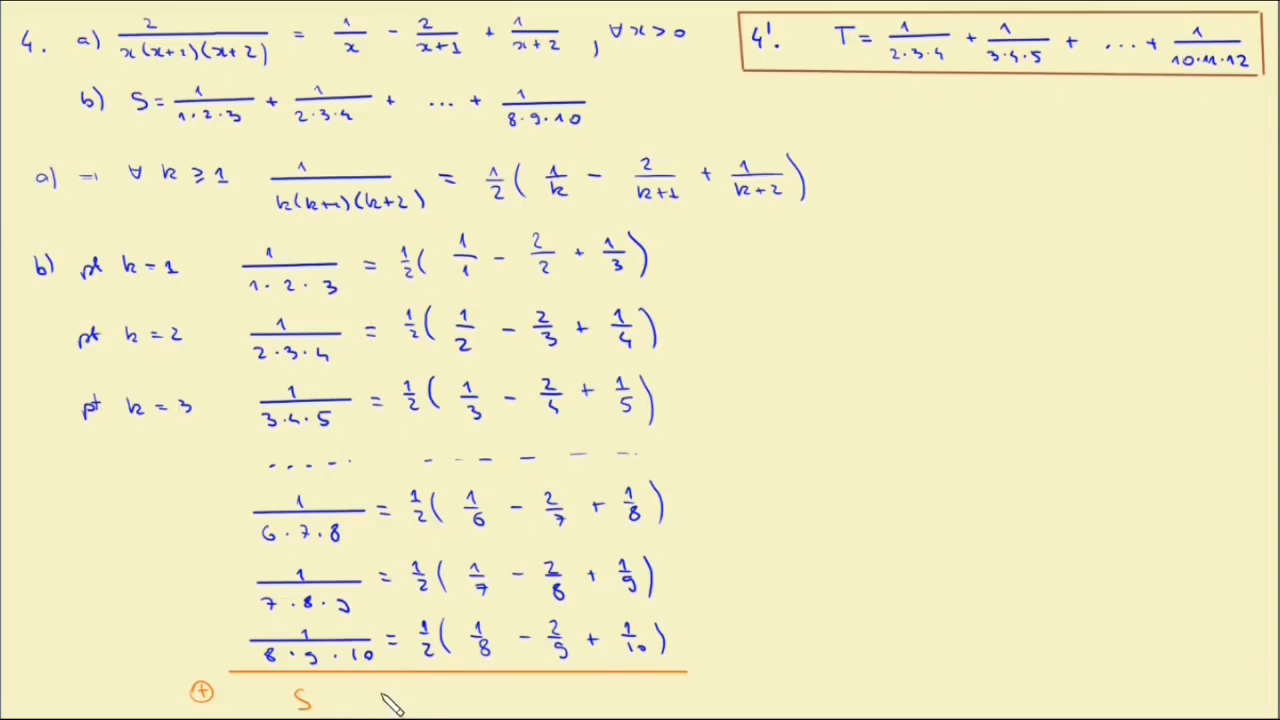 4. a) 2/(x(x+1)(x+2)) = 1/x - 2/(x+1) + 1/(x+2), ∀ x > 0
4'. T = 1/(2·3·4) + 1/(3·4·5) + ... + 1/(10·11·12)
b) S = 1/(1·2·3) + 1/(2·3·4) + ... + 1/(8·9·10)
a) ⇒ ∀ k ≥ 1 1/(k(k+1)(k+2)) = 1/2 ( 1/k - 2/(k+1) + 1/(k+2) )
b) pt k = 1 1/(1·2·3) = 1/2 ( 1/1 - 2/2 + 1/3 )
pt k = 2 1/(2·3·4) = 1/2 ( 1/2 - 2/3 + 1/4 )
pt k = 3 1/(3·4·5) = 1/2 ( 1/3 - 2/4 + 1/5 )
..... - - - - - -
1/(6·7·8) = 1/2 ( 1/6 - 2/7 + 1/8 )
1/(7·8·9) = 1/2 ( 1/7 - 2/8 + 1/9 )
1/(8·9·10) = 1/2 ( 1/8 - 2/9 + 1/10 )
⊕ S